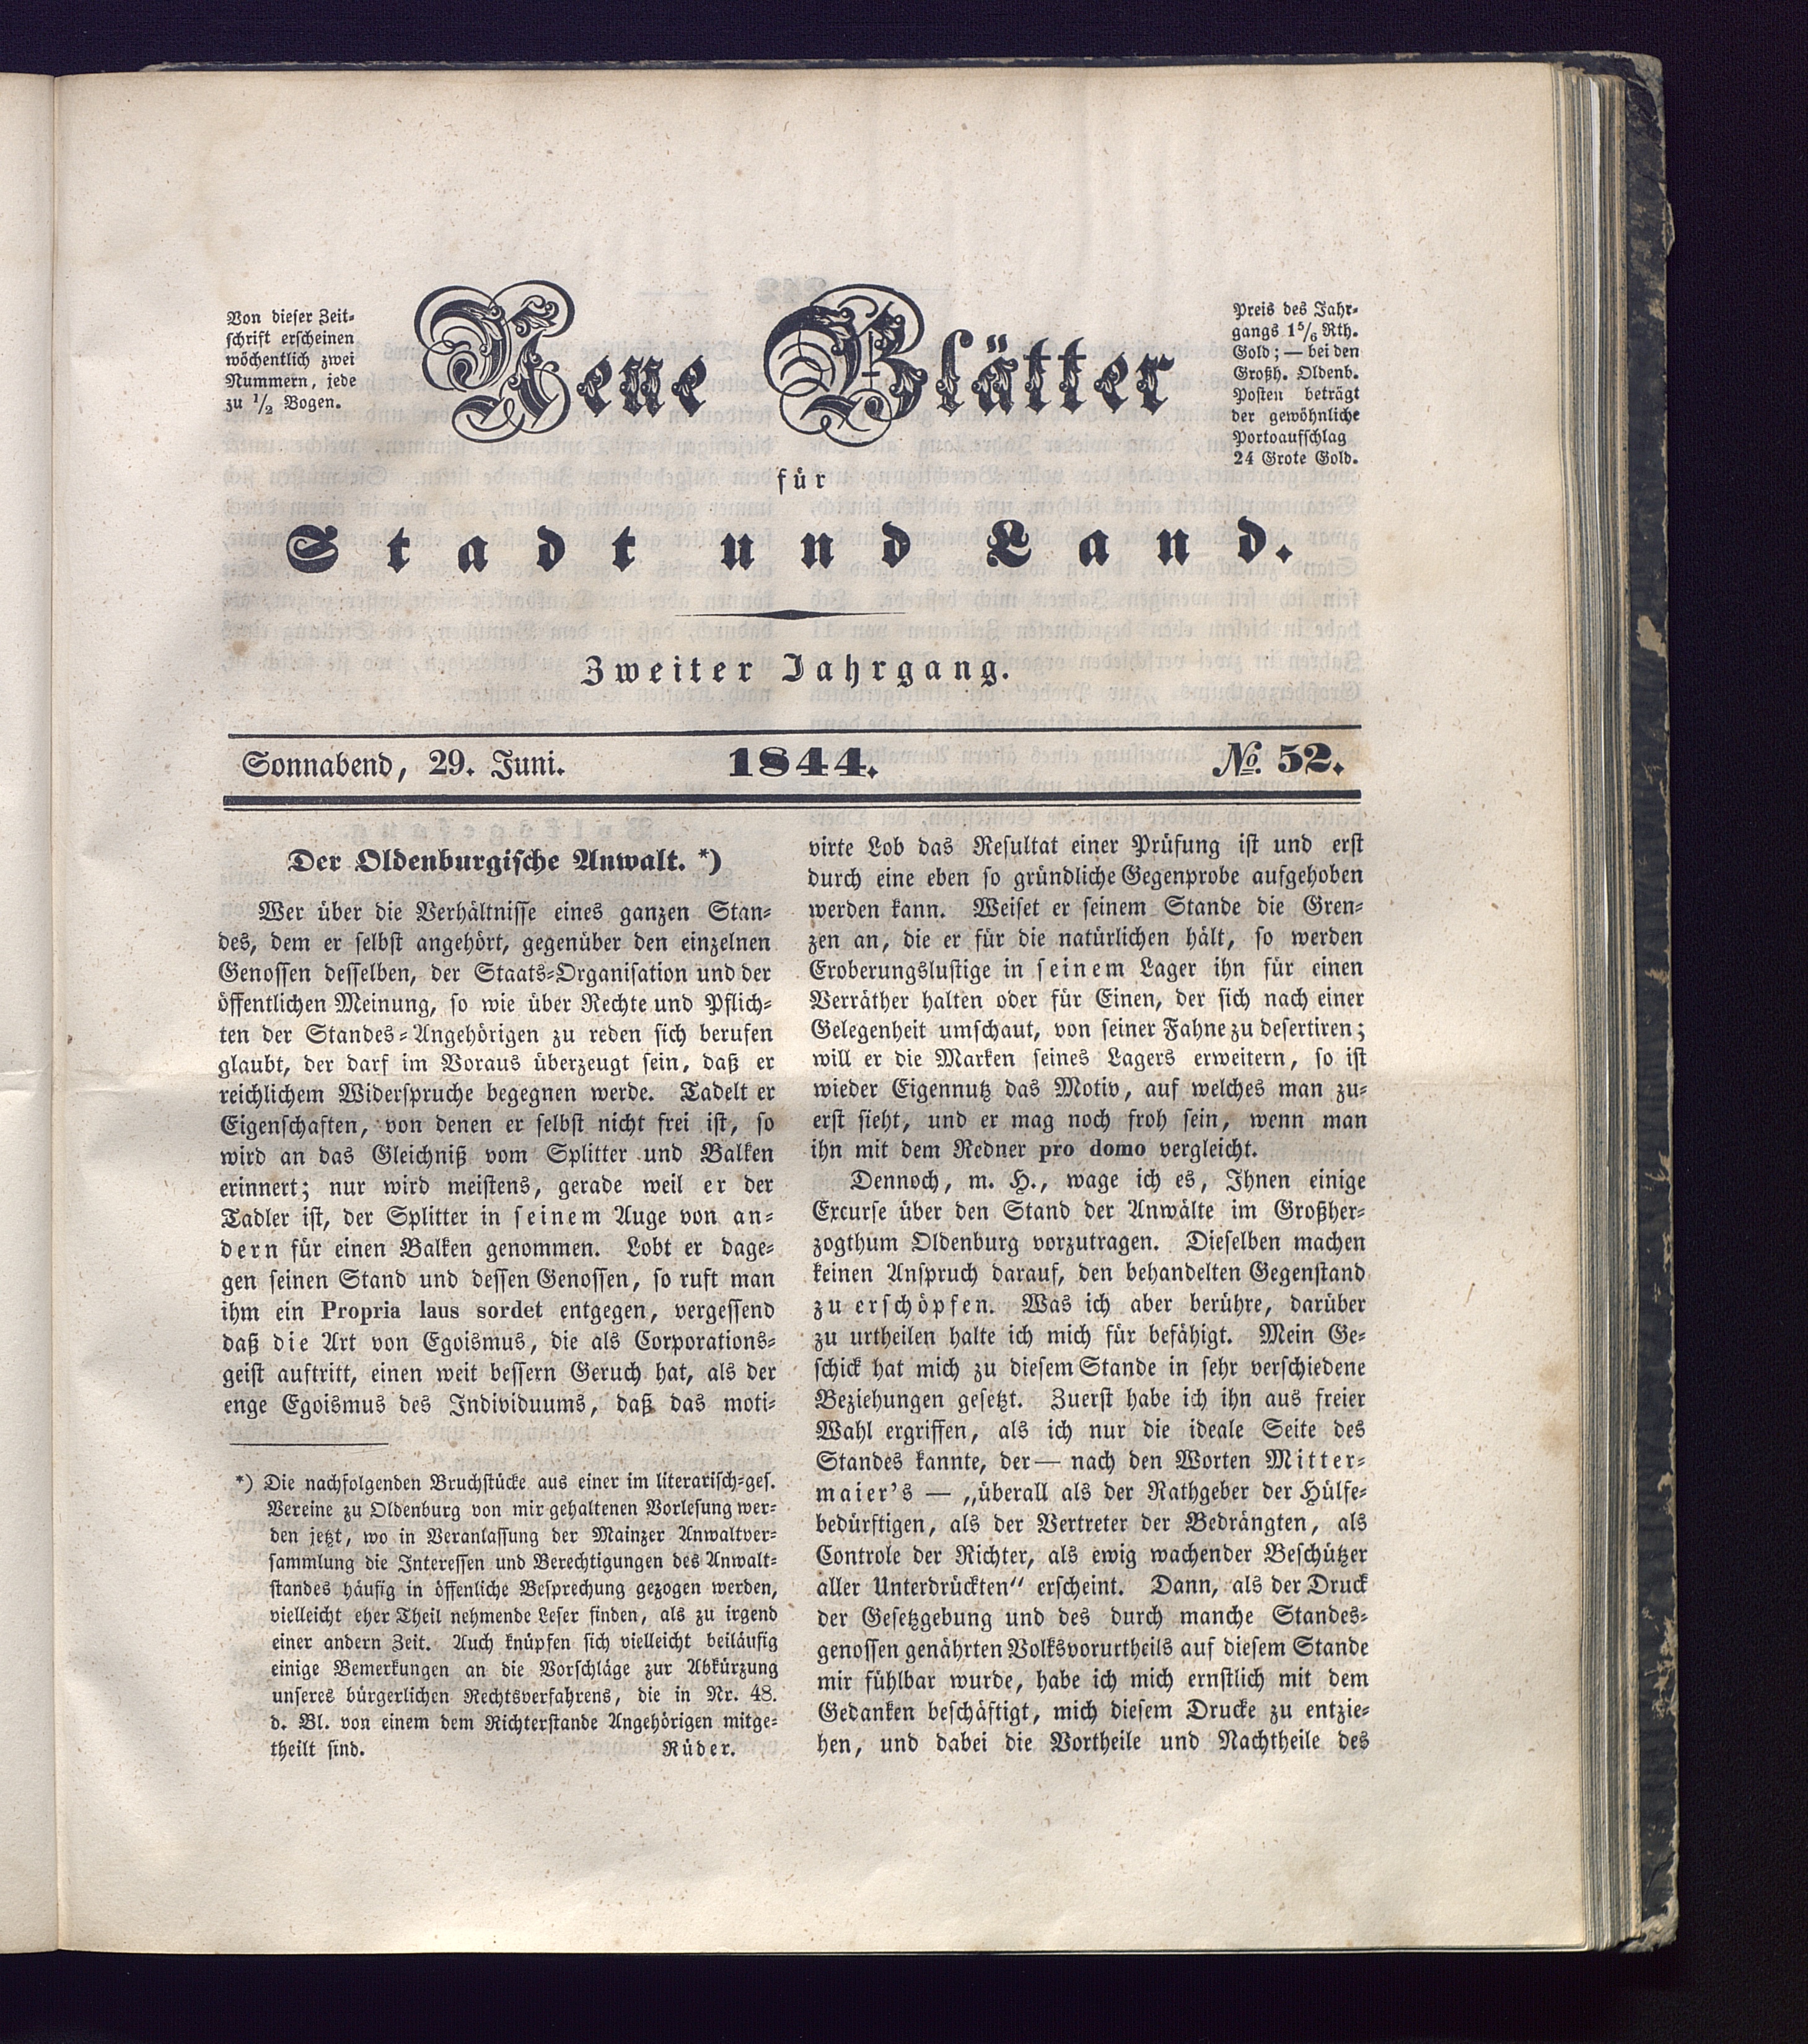 Von dieser Zeit-
schrift erscheinen
wöchentlich zwei
Nummern, jede
zu 1/2 Bogen.
Neue Blätter
Preis des Jahr-
gangs 1 5/6 Rth.
Gold; — bei den
Großh. Oldenb.
Posten beträgt
der gewöhnliche
Portoaufschlag
24 Grote Gold.
für
Stadt und Land.
Zweiter Jahrgang.
Sonnabend, 29. Juni. 1844. No. 52.
Der Oldenburgische Anwalt. *)
Wer über die Verhältnisse eines ganzen Stan-
des, dem er selbst angehört, gegenüber den einzelnen
Genossen desselben, der Staats-Organisation und der
öffentlichen Meinung, so wie über Rechte und Pflich-
ten der Standes-Angehörigen zu reden sich berufen
glaubt, der darf im Voraus überzeugt sein, daß er
reichlichem Widerspruche begegnen werde. Tadelt er
Eigenschaften, von denen er selbst nicht frei ist, so
wird an das Gleichniß vom Splitter und Balken
erinnert; nur wird meistens, gerade weil er der
Tadler ist, der Splitter in seinem Auge von an-
dern für einen Balken genommen. Lobt er dage-
gen seinen Stand und dessen Genossen, so ruft man
ihm ein Propria laus sordet entgegen, vergessend
daß die Art von Egoismus, die als Corporations-
geist auftritt, einen weit bessern Geruch hat, als der
enge Egoismus des Individuums, daß das moti-
*) Die nachfolgenden Bruchstücke aus einer im literarisch-ges.
Vereine zu Oldenburg von mir gehaltenen Vorlesung wer-
den jetzt, wo in Veranlassung der Mainzer Anwaltver-
sammlung die Interessen und Berechtigungen des Anwalt-
standes häufig in öffenliche Besprechung gezogen werden,
vielleicht eher Theil nehmende Leser finden, als zu irgend
einer andern Zeit. Auch knüpfen sich vielleicht beiläufig
einige Bemerkungen an die Vorschläge zur Abkürzung
unseres bürgerlichen Rechtsverfahrens, die in Nr. 48.
d. Bl. von einem dem Richterstande Angehörigen mitge-
theilt sind. Rüder.
virte Lob das Resultat einer Prüfung ist und erst
durch eine eben so gründliche Gegenprobe aufgehoben
werden kann. Weiset er seinem Stande die Gren-
zen an, die er für die natürlichen hält, so werden
Eroberungslustige in seinem Lager ihn für einen
Verräther halten oder für Einen, der sich nach einer
Gelegenheit umschaut, von seiner Fahne zu desertiren;
will er die Marken seines Lagers erweitern, so ist
wieder Eigennutz das Motiv, auf welches man zu-
erst sieht, und er mag noch froh sein, wenn man
ihn mit dem Redner pro domo vergleicht.
Dennoch, m. H., wage ich es, Ihnen einige
Excurse über den Stand der Anwälte im Großher-
zogthum Oldenburg vorzutragen. Dieselben machen
keinen Anspruch darauf, den behandelten Gegenstand
zu erschöpfen. Was ich aber berühre, darüber
zu urtheilen halte ich mich für befähigt. Mein Ge-
schick hat mich zu diesem Stande in sehr verschiedene
Beziehungen gesetzt. Zuerst habe ich ihn aus freier
Wahl ergriffen, als ich nur die ideale Seite des
Standes kannte, der — nach den Worten Mitter-
maier's — „überall als der Rathgeber der Hülfe-
bedürftigen, als der Vertreter der Bedrängten, als
Controle der Richter, als ewig wachender Beschützer
aller Unterdrückten“ erscheint. Dann, als der Druck
der Gesetzgebung und des durch manche Standes-
genossen genährten Volksvorurtheils auf diesem Stande
mir fühlbar wurde, habe ich mich ernstlich mit dem
Gedanken beschäftigt, mich diesem Drucke zu entzie-
hen, und dabei die Vortheile und Nachtheile des